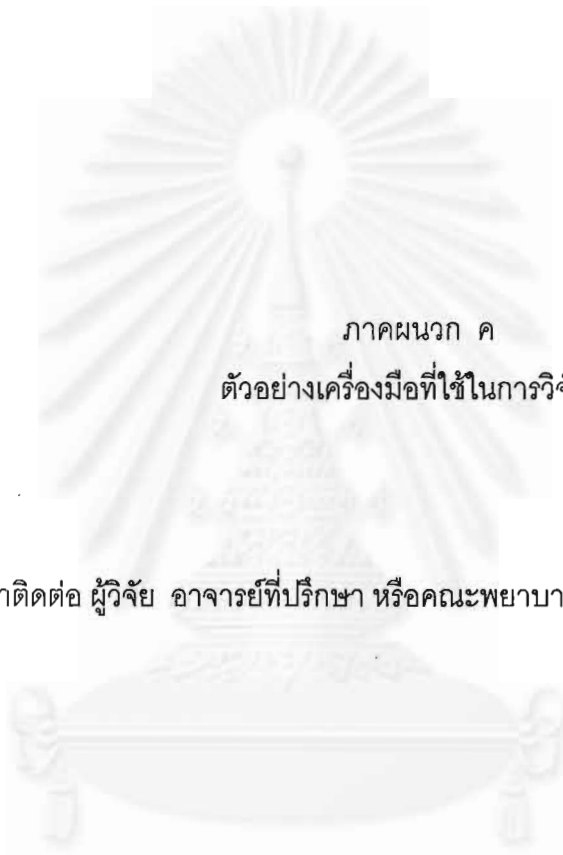 ภาคผนวก ค
ตัวอย่างเครื่องมือที่ใช้ในการวิ
ติดต่อ ผู้วิจัย อาจารย์ที่ปรึกษา หรือคณะพยาบา